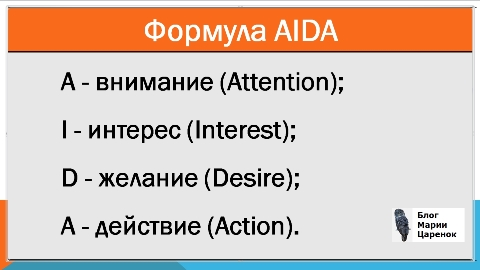 Формула AIDA
A - внимание (Attention);
I - интерес (Interest);
D - желание (Desire);
A - действие (Action).
Блог
Марии
Царенок